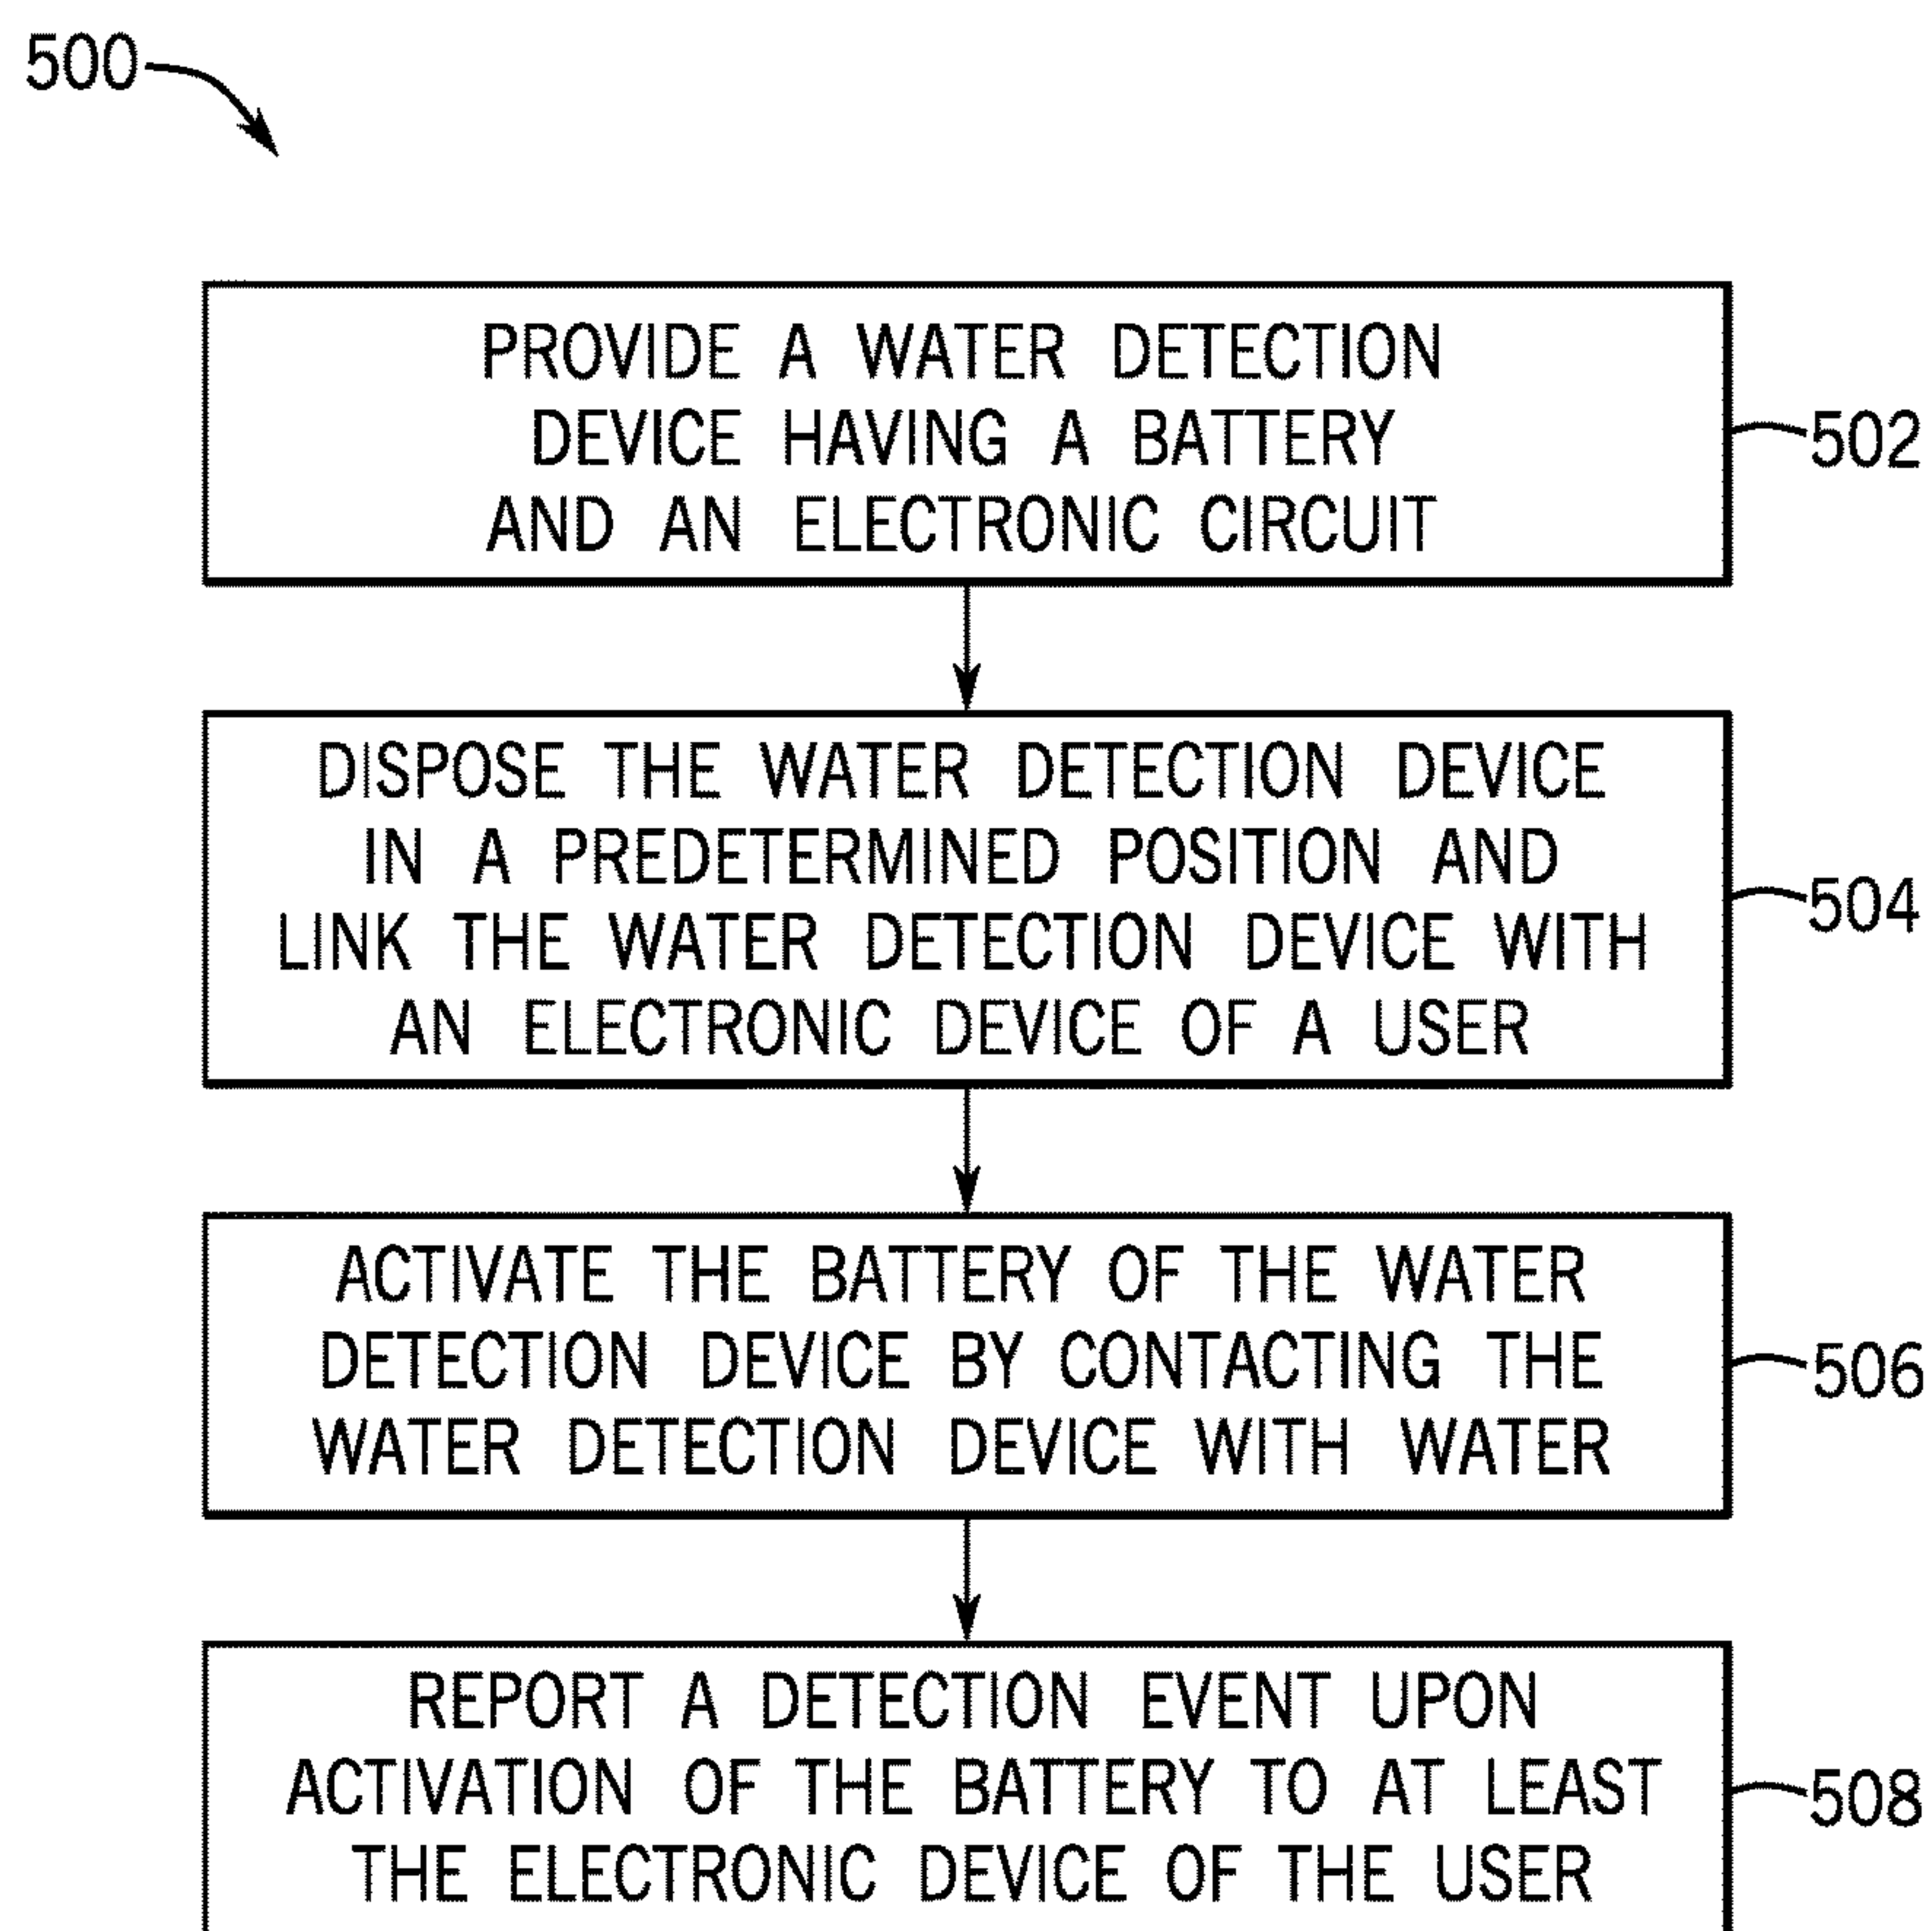 500
PROVIDE A WATER DETECTION
DEVICE HAVING A BATTERY
AND AN ELECTRONIC CIRCUIT
502
DISPOSE THE WATER DETECTION DEVICE
IN A PREDETERMINED POSITION AND
LINK THE WATER DETECTION DEVICE WITH
AN ELECTRONIC DEVICE OF A USER
504
ACTIVATE THE BATTERY OF THE WATER
DETECTION DEVICE BY CONTACTING THE
WATER DETECTION DEVICE WITH WATER
506
REPORT A DETECTION EVENT UPON
ACTIVATION OF THE BATTERY TO AT LEAST
THE ELECTRONIC DEVICE OF THE USER
508